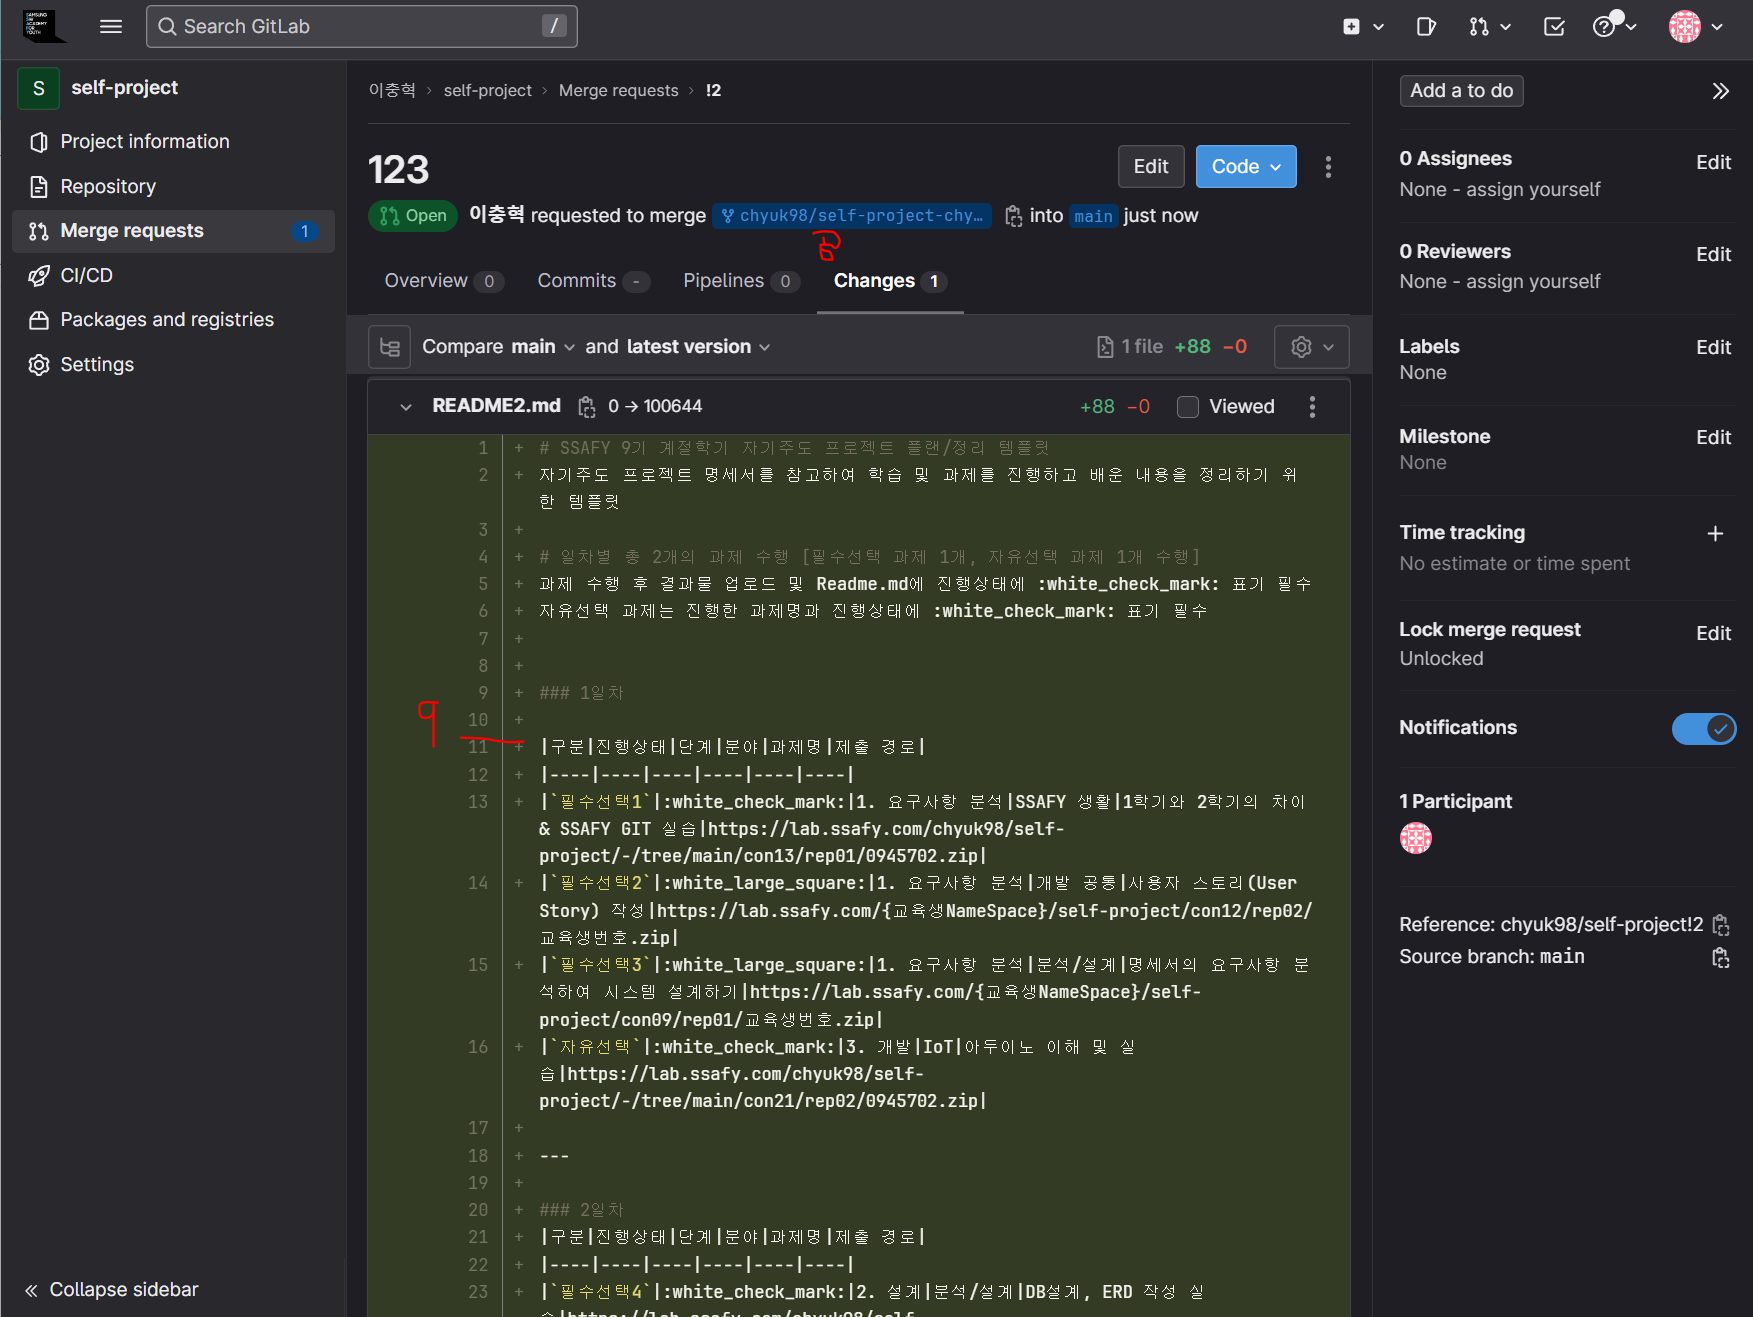 SAMSUNG
SW
ACADEMY
FOR
YOUTH
Search GitLab /
S self-project
Project information
Repository
Merge requests 1
CI/CD
Packages and registries
Settings
Collapse sidebar
이충혁 › self-project › Merge requests › !2
123
Edit Code
Open 이충혁 requested to merge chyuk98/self-project-chy… into main just now
8
Overview 0 Commits - Pipelines 0 Changes 1
Compare main and latest version 1 file +88 −0
README2.md 0 → 100644 +88 −0 Viewed
1 + # SSAFY 9기 계절학기 자기주도 프로젝트 플랜/정리 템플릿
2 + 자기주도 프로젝트 명세서를 참고하여 학습 및 과제를 진행하고 배운 내용을 정리하기 위
한 템플릿
3 +
4 + # 일차별 총 2개의 과제 수행 [필수선택 과제 1개, 자유선택 과제 1개 수행]
5 + 과제 수행 후 결과물 업로드 및 Readme.md에 진행상태에 :white_check_mark: 표기 필수
6 + 자유선택 과제는 진행한 과제명과 진행상태에 :white_check_mark: 표기 필수
7 +
8 +
9 + ### 1일차
9
10 +
11 + |구분|진행상태|단계|분야|과제명|제출 경로|
12 + |----|----|----|----|----|----|
13 + |`필수선택1`|:white_check_mark:|1. 요구사항 분석|SSAFY 생활|1학기와 2학기의 차이
& SSAFY GIT 실습|https://lab.ssafy.com/chyuk98/self-
project/-/tree/main/con13/rep01/0945702.zip|
14 + |`필수선택2`|:white_large_square:|1. 요구사항 분석|개발 공통|사용자 스토리(User
Story) 작성|https://lab.ssafy.com/{교육생NameSpace}/self-project/con12/rep02/
교육생번호.zip|
15 + |`필수선택3`|:white_large_square:|1. 요구사항 분석|분석/설계|명세서의 요구사항 분
석하여 시스템 설계하기|https://lab.ssafy.com/{교육생NameSpace}/self-
project/con09/rep01/교육생번호.zip|
16 + |`자유선택`|:white_check_mark:|3. 개발|IoT|아두이노 이해 및 실
습|https://lab.ssafy.com/chyuk98/self-
project/-/tree/main/con21/rep02/0945702.zip|
17 +
18 + ---
19 +
20 + ### 2일차
21 + |구분|진행상태|단계|분야|과제명|제출 경로|
22 + |----|----|----|----|----|----|
23 + |`필수선택4`|:white_check_mark:|2. 설계|분석/설계|DB설계, ERD 작성 실
습|https://lab.ssafy.com/chyuk98/self-
Add a to do
0 Assignees Edit
None - assign yourself
0 Reviewers Edit
None - assign yourself
Labels Edit
None
Milestone Edit
None
Time tracking +
No estimate or time spent
Lock merge request Edit
Unlocked
Notifications
1 Participant
Reference: chyuk98/self-project!2
Source branch: main